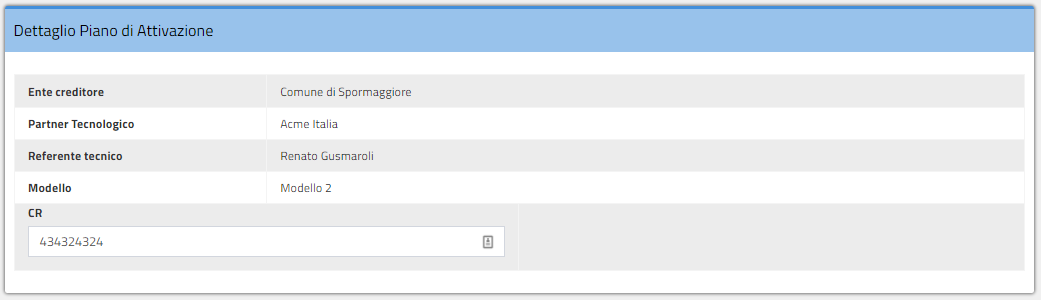 Dettaglio Piano di Attivazione
Ente creditore Comune di Spormaggiore
Partner Tecnologico Acme Italia
Referente tecnico Renato Gusmaroli
Modello Modello 2
CR
434324324